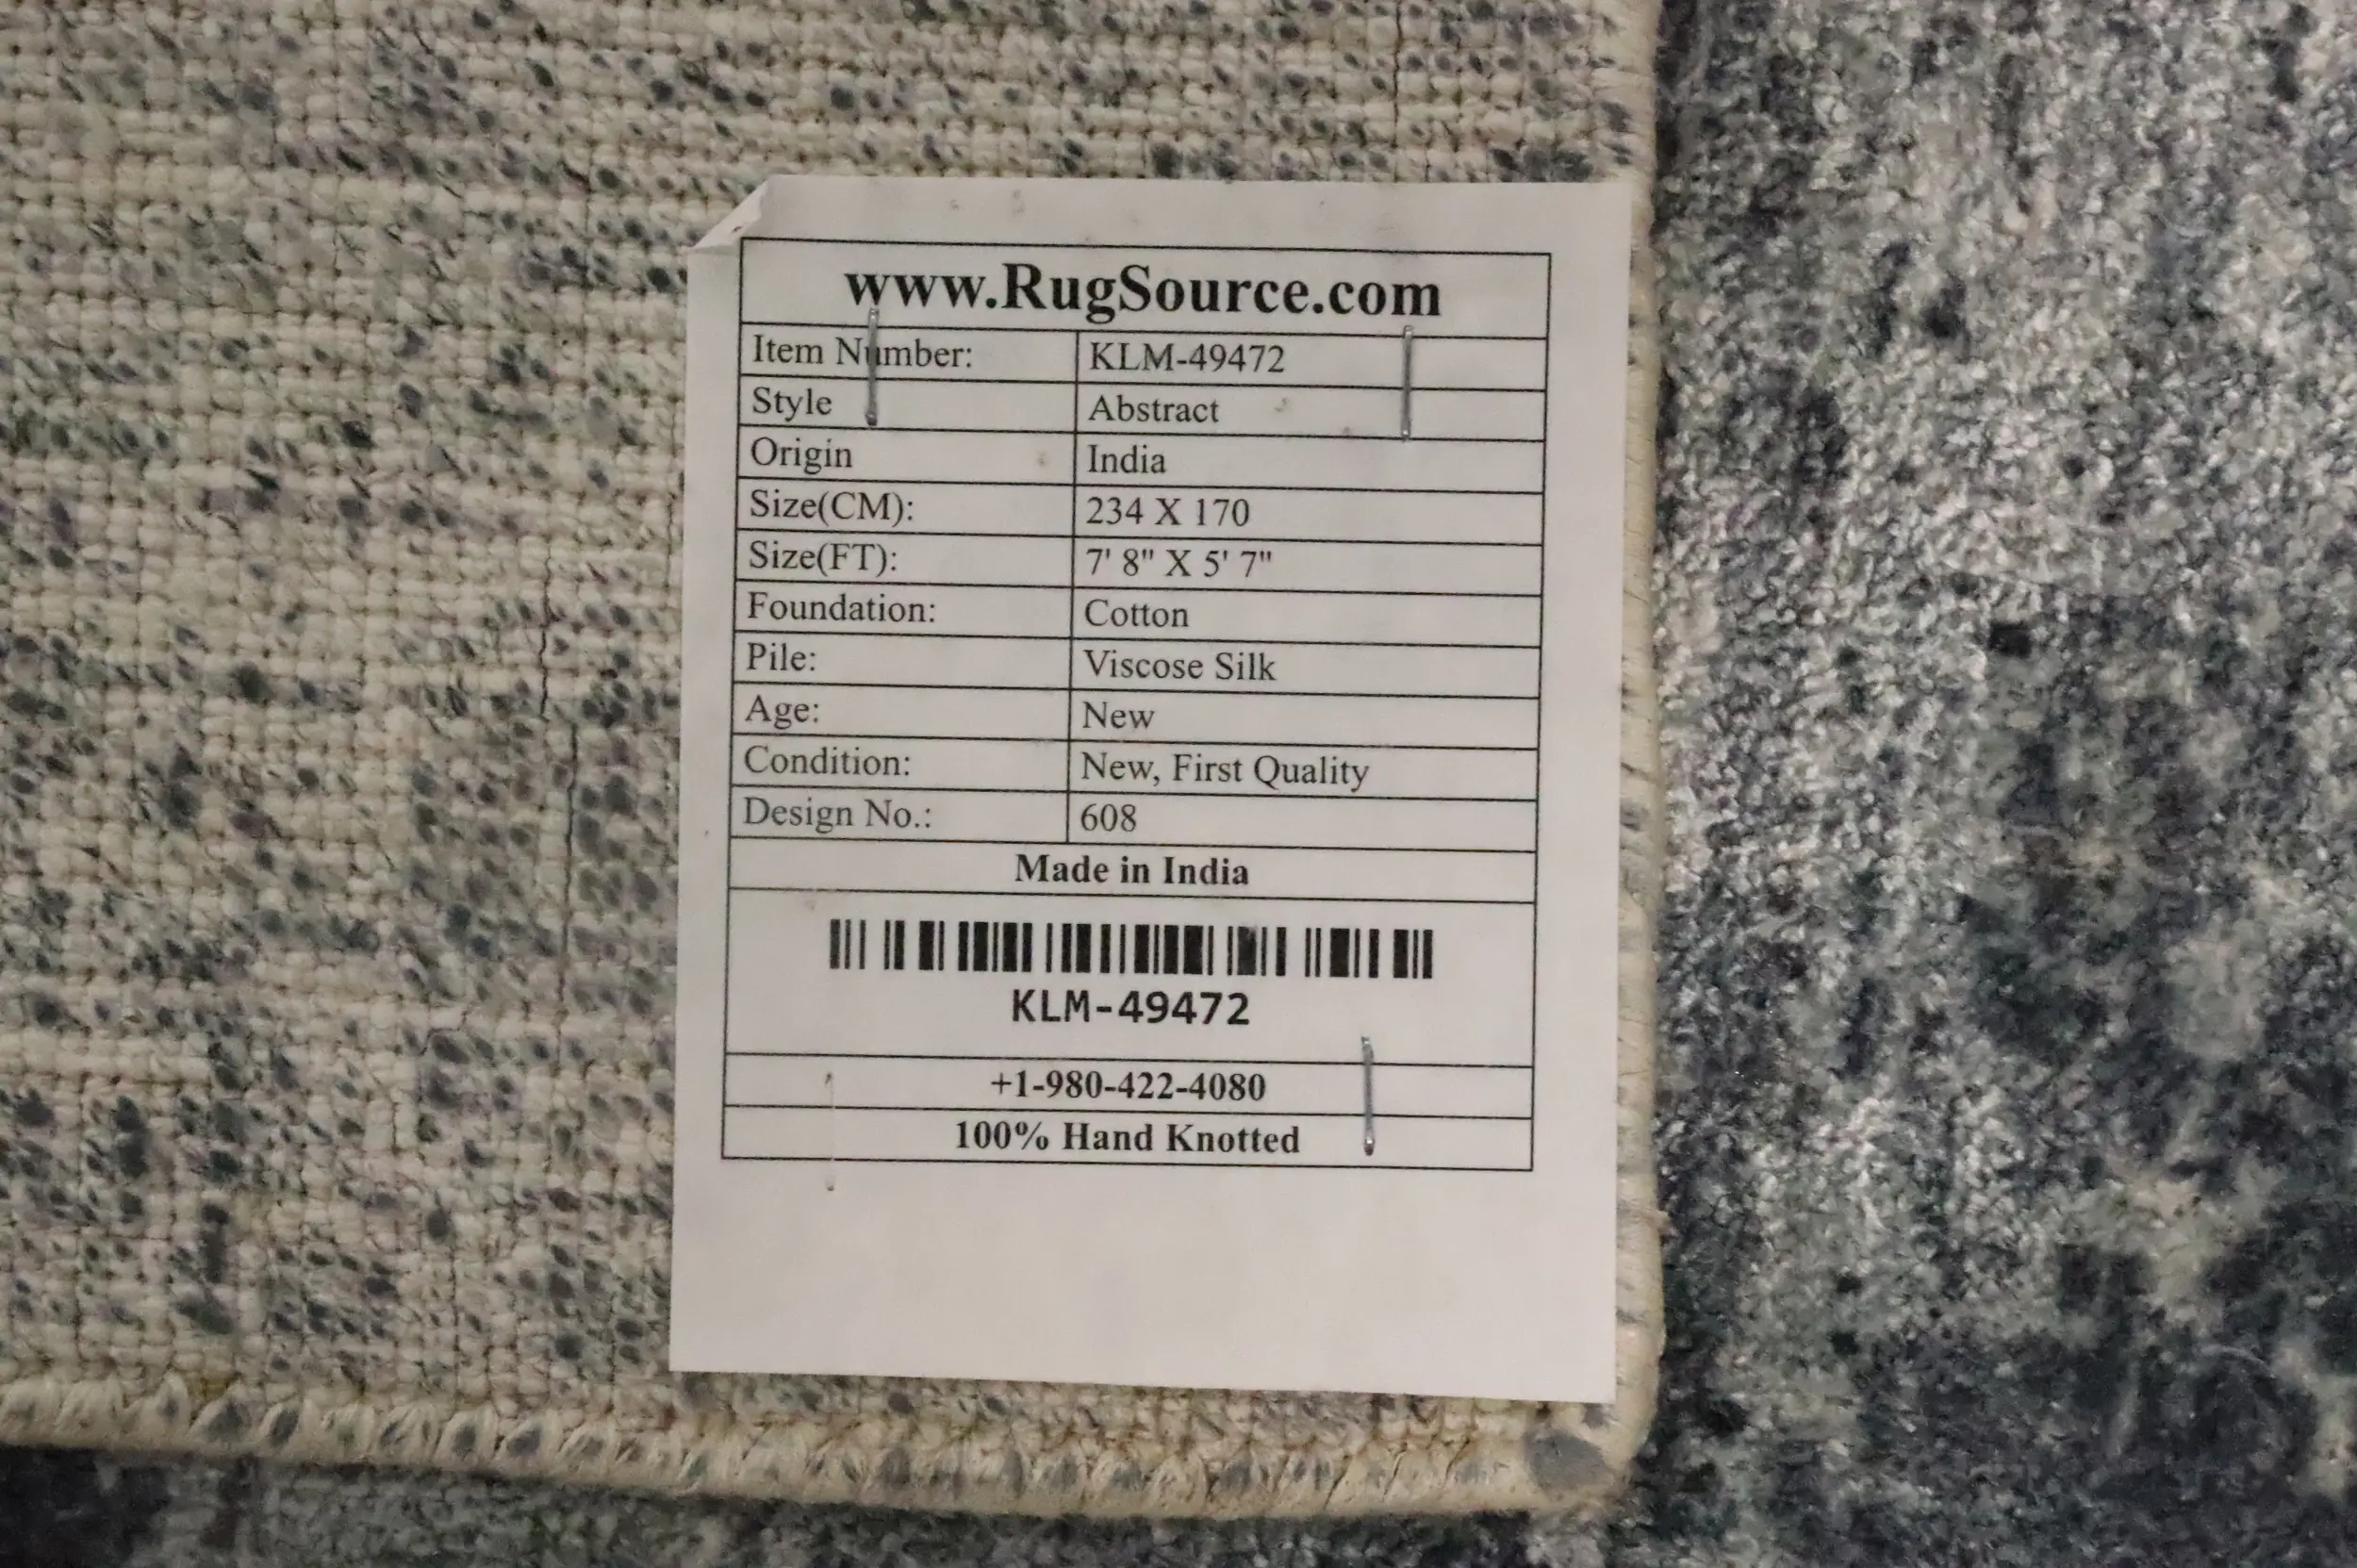 www.RugSource.com
Item Number: KLM-49472
Style Abstract
Origin India
Size(CM): 234 X 170
Size(FT): 7' 8" X 5' 7"
Foundation: Cotton
Pile: Viscose Silk
Age: New
Condition: New, First Quality
Design No.: 608
Made in India
KLM-49472
+1-980-422-4080
100% Hand Knotted